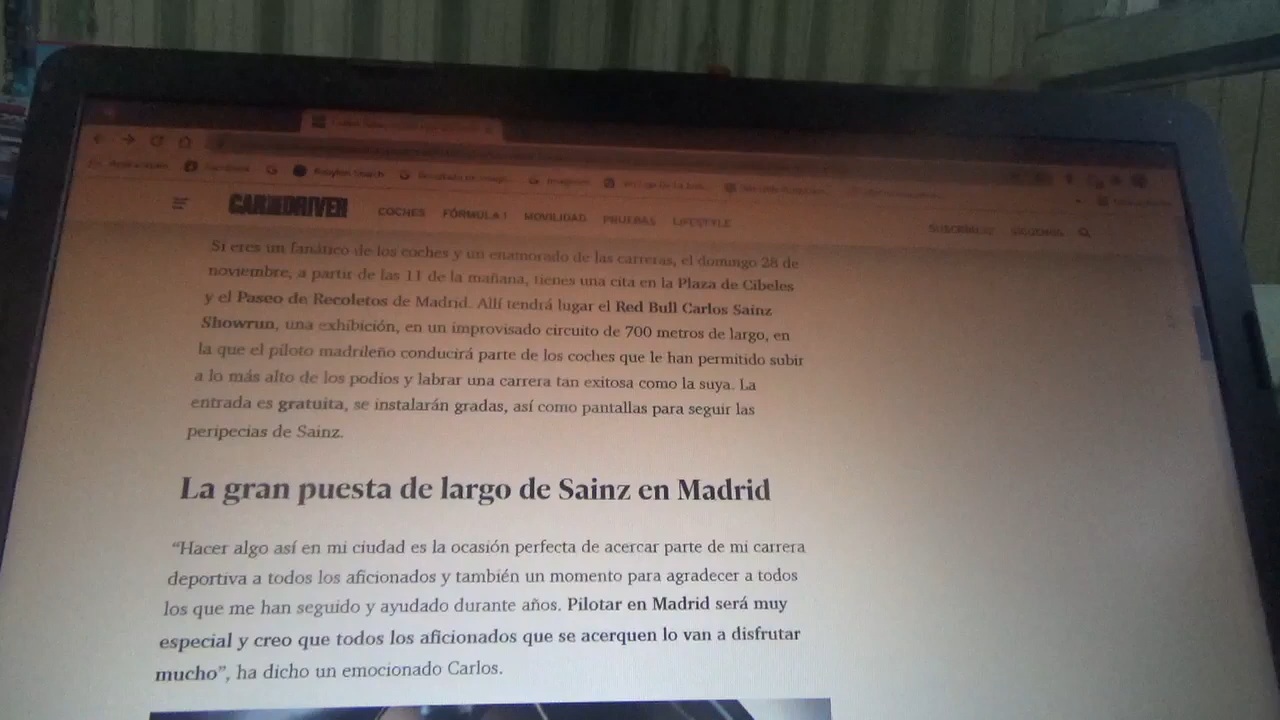 Facebook
CAR AND DRIVER
COCHES FÓRMULA 1 MOVILIDAD PRUEBAS LIFESTYLE
Si eres un fanático de los coches y un enamorado de las carreras, el domingo 28 de
noviembre, a partir de las 11 de la mañana, tienes una cita en la Plaza de Cibeles
y el Paseo de Recoletos de Madrid. Allí tendrá lugar el Red Bull Carlos Sainz
Showrun, una exhibición, en un improvisado circuito de 700 metros de largo, en
la que el piloto madrileño conducirá parte de los coches que le han permitido subir
a lo más alto de los podios y labrar una carrera tan exitosa como la suya. La
entrada es gratuita, se instalarán gradas, así como pantallas para seguir las
peripecias de Sainz.
La gran puesta de largo de Sainz en Madrid
“Hacer algo así en mi ciudad es la ocasión perfecta de acercar parte de mi carrera
deportiva a todos los aficionados y también un momento para agradecer a todos
los que me han seguido y ayudado durante años. Pilotar en Madrid será muy
especial y creo que todos los aficionados que se acerquen lo van a disfrutar
mucho”, ha dicho un emocionado Carlos.